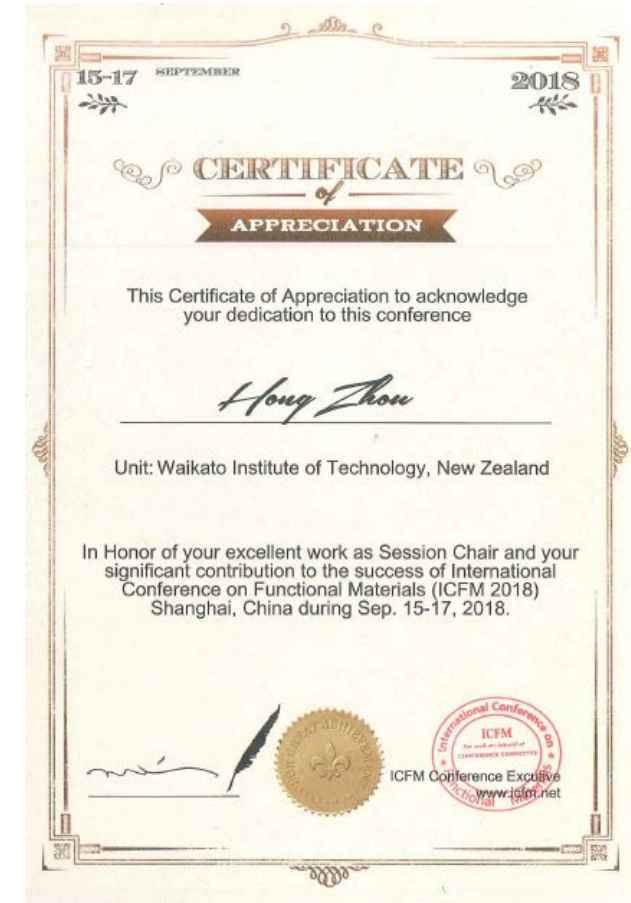 15-17 SEPTEMBER
2018
CERTIFICATE
of
APPRECIATION
This Certificate of Appreciation to acknowledge
your dedication to this conference
Hong Zhou
Unit: Waikato Institute of Technology, New Zealand
In Honor of your excellent work as Session Chair and your
significant contribution to the success of International
Conference on Functional Materials (ICFM 2018)
Shanghai, China during Sep. 15-17, 2018.
FOR GREAT ACHIEVEMENT
International Conference on
Functional Materials
ICFM
CONFERENCE COMMITTEE
ICFM Conference Excutive
www.icfm.net